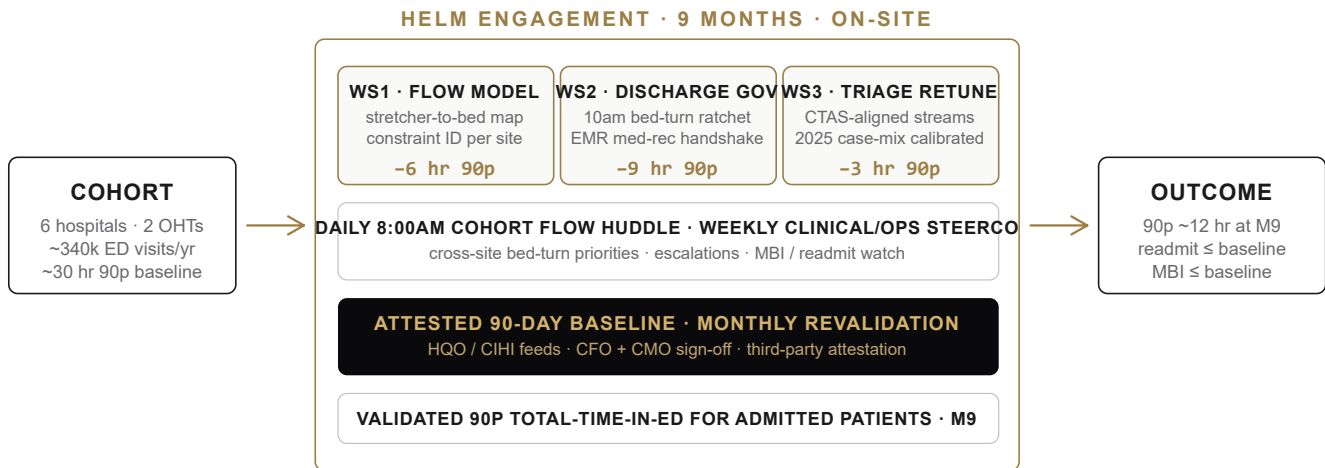 HELM ENGAGEMENT · 9 MONTHS · ON-SITE
COHORT
6 hospitals · 2 OHTs
~340k ED visits/yr
~30 hr 90p baseline
WS1 · FLOW MODEL
stretcher-to-bed map
constraint ID per site
−6 hr 90p
WS2 · DISCHARGE GOV
10am bed-turn ratchet
EMR med-rec handshake
−9 hr 90p
WS3 · TRIAGE RETUNE
CTAS-aligned streams
2025 case-mix calibrated
−3 hr 90p
DAILY 8:00AM COHORT FLOW HUDDLE · WEEKLY CLINICAL/OPS STEERCO
cross-site bed-turn priorities · escalations · MBI / readmit watch
ATTESTED 90-DAY BASELINE · MONTHLY REVALIDATION
HQO / CIHI feeds · CFO + CMO sign-off · third-party attestation
VALIDATED 90P TOTAL-TIME-IN-ED FOR ADMITTED PATIENTS · M9
OUTCOME
90p ~12 hr at M9
readmit ≤ baseline
MBI ≤ baseline